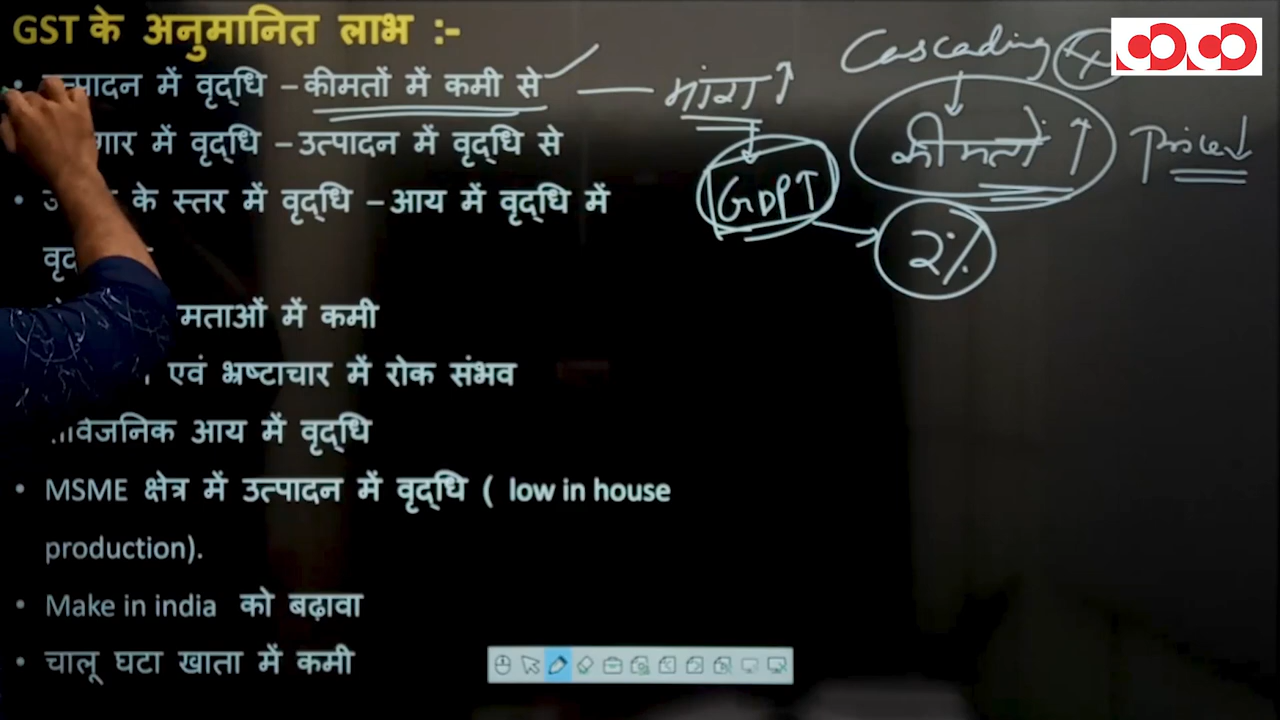 GST के अनुमानित लाभ :-
में वृद्धि – कीमतों में कमी से
में वृद्धि – उत्पादन में वृद्धि से
के स्तर में वृद्धि – आय में वृद्धि में
में कमी
एवं भ्रष्टाचार में रोक संभव
आय में वृद्धि
• MSME क्षेत्र में उत्पादन में वृद्धि ( low in house
production).
• Make in india को बढ़ावा
• चालू घटा खाता में कमी
मांग ↑
GDP↑
2%
Cascading
कीमतो ↑
Price↓